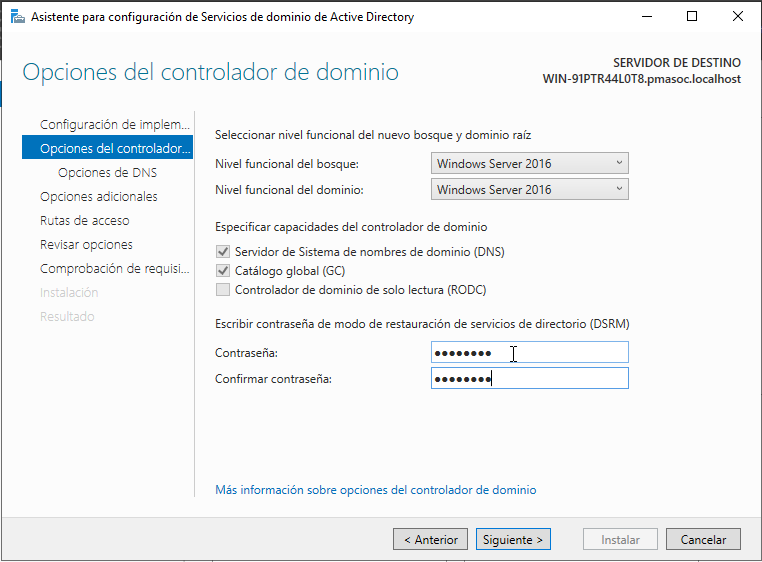 Asistente para configuración de Servicios de dominio de Active Directory
Opciones del controlador de dominio
SERVIDOR DE DESTINO
WIN-91PTR44L0T8.pmasoc.localhost
Configuración de implem...
Opciones del controlador...
Opciones de DNS
Opciones adicionales
Rutas de acceso
Revisar opciones
Comprobación de requisi...
Instalación
Resultado
Seleccionar nivel funcional del nuevo bosque y dominio raíz
Nivel funcional del bosque: Windows Server 2016
Nivel funcional del dominio: Windows Server 2016
Especificar capacidades del controlador de dominio
Servidor de Sistema de nombres de dominio (DNS)
Catálogo global (GC)
Controlador de dominio de solo lectura (RODC)
Escribir contraseña de modo de restauración de servicios de directorio (DSRM)
Contraseña: ●●●●●●●●
Confirmar contraseña: ●●●●●●●●
Más información sobre opciones del controlador de dominio
< Anterior Siguiente > Instalar Cancelar